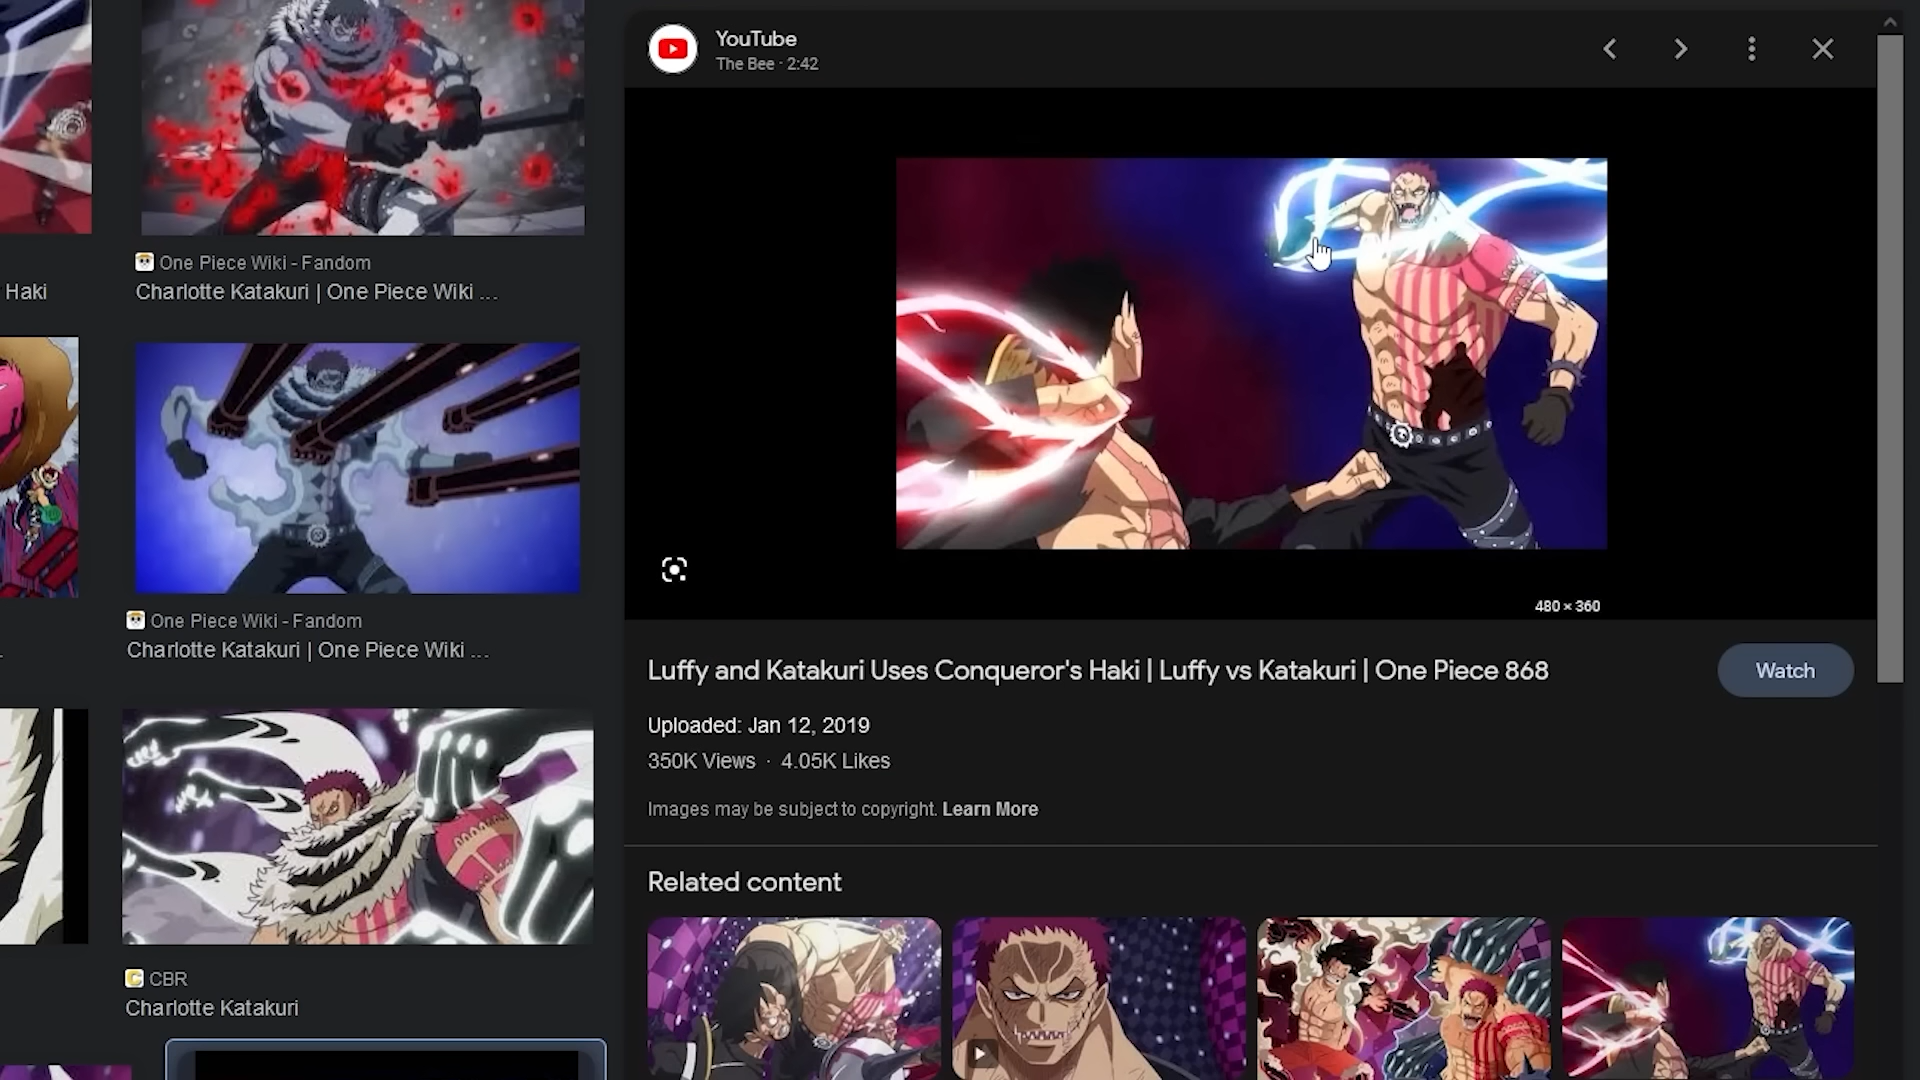 Haki
One Piece Wiki - Fandom
Charlotte Katakuri | One Piece Wiki ...
One Piece Wiki - Fandom
Charlotte Katakuri | One Piece Wiki ...
CBR
Charlotte Katakuri
YouTube
The Bee · 2:42
480 × 360
Luffy and Katakuri Uses Conqueror's Haki | Luffy vs Katakuri | One Piece 868
Watch
Uploaded: Jan 12, 2019
350K Views · 4.05K Likes
Images may be subject to copyright. Learn More
Related content